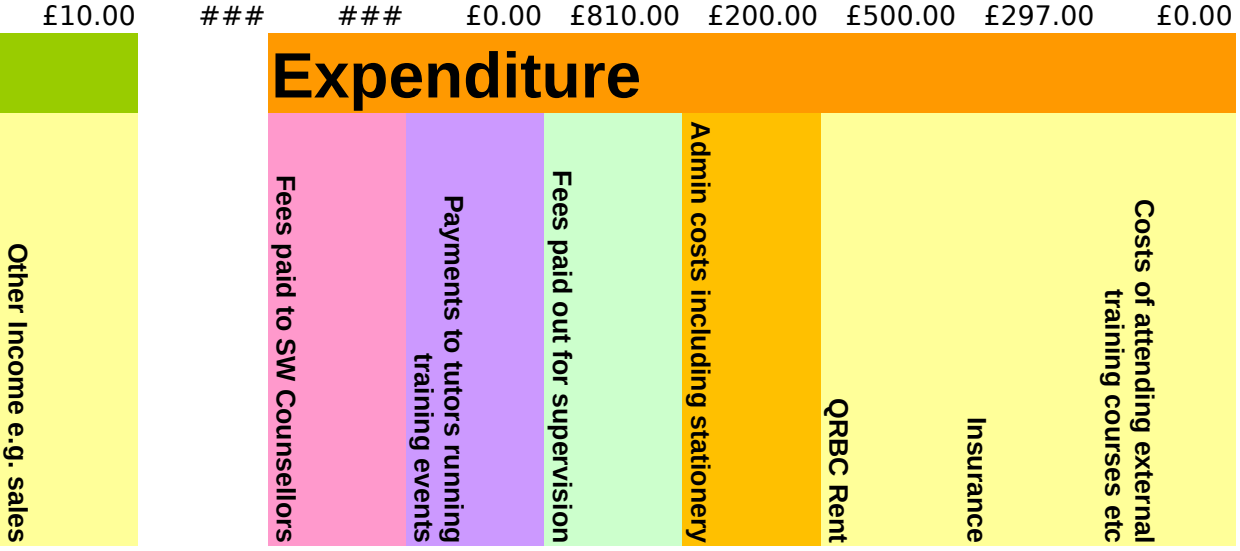 £10.00 ### ### £0.00 £810.00 £200.00 £500.00 £297.00 £0.00
Expenditure
Other Income e.g. sales
Fees paid to SW Counsellors
Payments to tutors running
training events
Fees paid out for supervision
Admin costs including stationery
QRBC Rent
Insurance
Costs of attending external
training courses etc